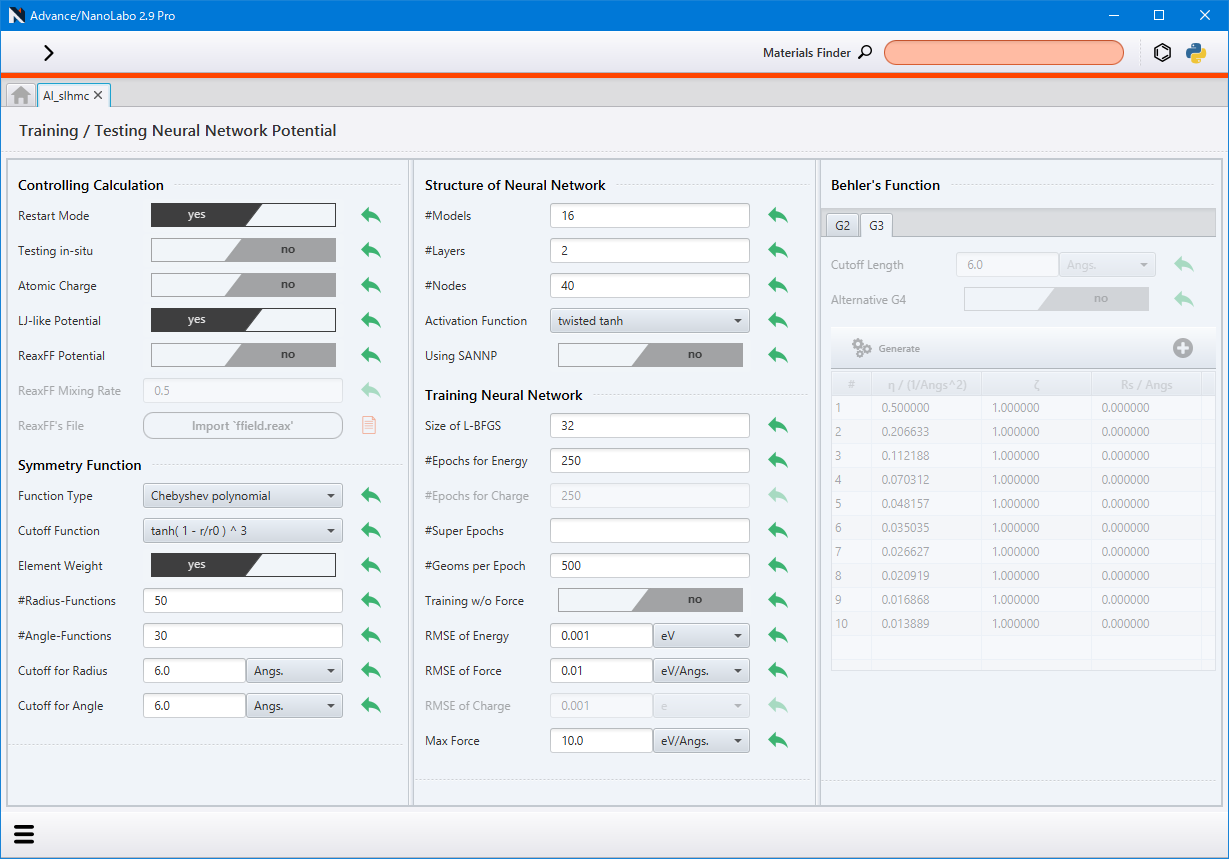 Advance/NanoLabo 2.9 Pro
Materials Finder
Al_slhmc
Training / Testing Neural Network Potential
Controlling Calculation
Restart Mode yes
Testing in-situ no
Atomic Charge no
LJ-like Potential yes
ReaxFF Potential no
ReaxFF Mixing Rate 0.5
ReaxFF's File Import `ffield.reax'
Symmetry Function
Function Type Chebyshev polynomial
Cutoff Function tanh( 1 - r/r0 ) ^ 3
Element Weight yes
#Radius-Functions 50
#Angle-Functions 30
Cutoff for Radius 6.0 Angs.
Cutoff for Angle 6.0 Angs.
Structure of Neural Network
#Models 16
#Layers 2
#Nodes 40
Activation Function twisted tanh
Using SANNP no
Training Neural Network
Size of L-BFGS 32
#Epochs for Energy 250
#Epochs for Charge 250
#Super Epochs
#Geoms per Epoch 500
Training w/o Force no
RMSE of Energy 0.001 eV
RMSE of Force 0.01 eV/Angs.
RMSE of Charge 0.001 e
Max Force 10.0 eV/Angs.
Behler's Function
G2 G3
Cutoff Length 6.0 Angs.
Alternative G4 no
Generate
# η / (1/Angs^2) ζ Rs / Angs
1 0.500000 1.000000 0.000000
2 0.206633 1.000000 0.000000
3 0.112188 1.000000 0.000000
4 0.070312 1.000000 0.000000
5 0.048157 1.000000 0.000000
6 0.035035 1.000000 0.000000
7 0.026627 1.000000 0.000000
8 0.020919 1.000000 0.000000
9 0.016868 1.000000 0.000000
10 0.013889 1.000000 0.000000